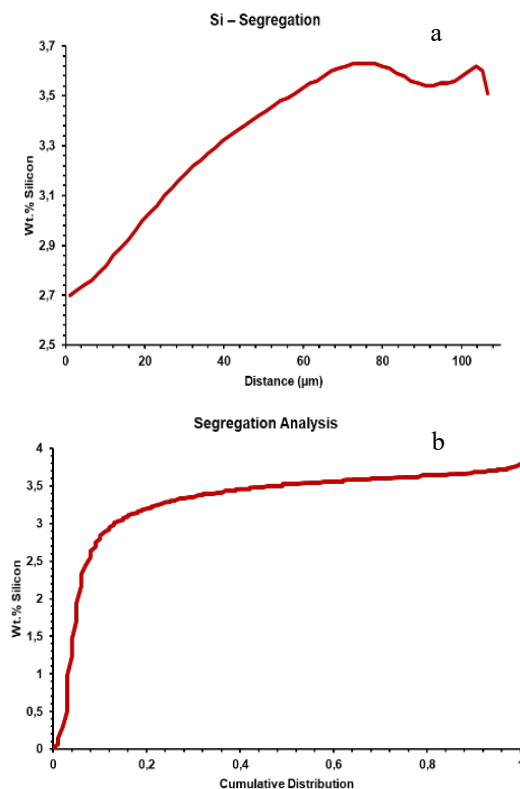 Si – Segregation
a
3,7
3,5
3,3
3,1
2,9
2,7
2,5
Wt.% Silicon
0 20 40 60 80 100
Distance (µm)
Segregation Analysis
b
4
3,5
3
2,5
2
1,5
1
0,5
0
Wt.% Silicon
0 0,2 0,4 0,6 0,8 1
Cumulative Distribution